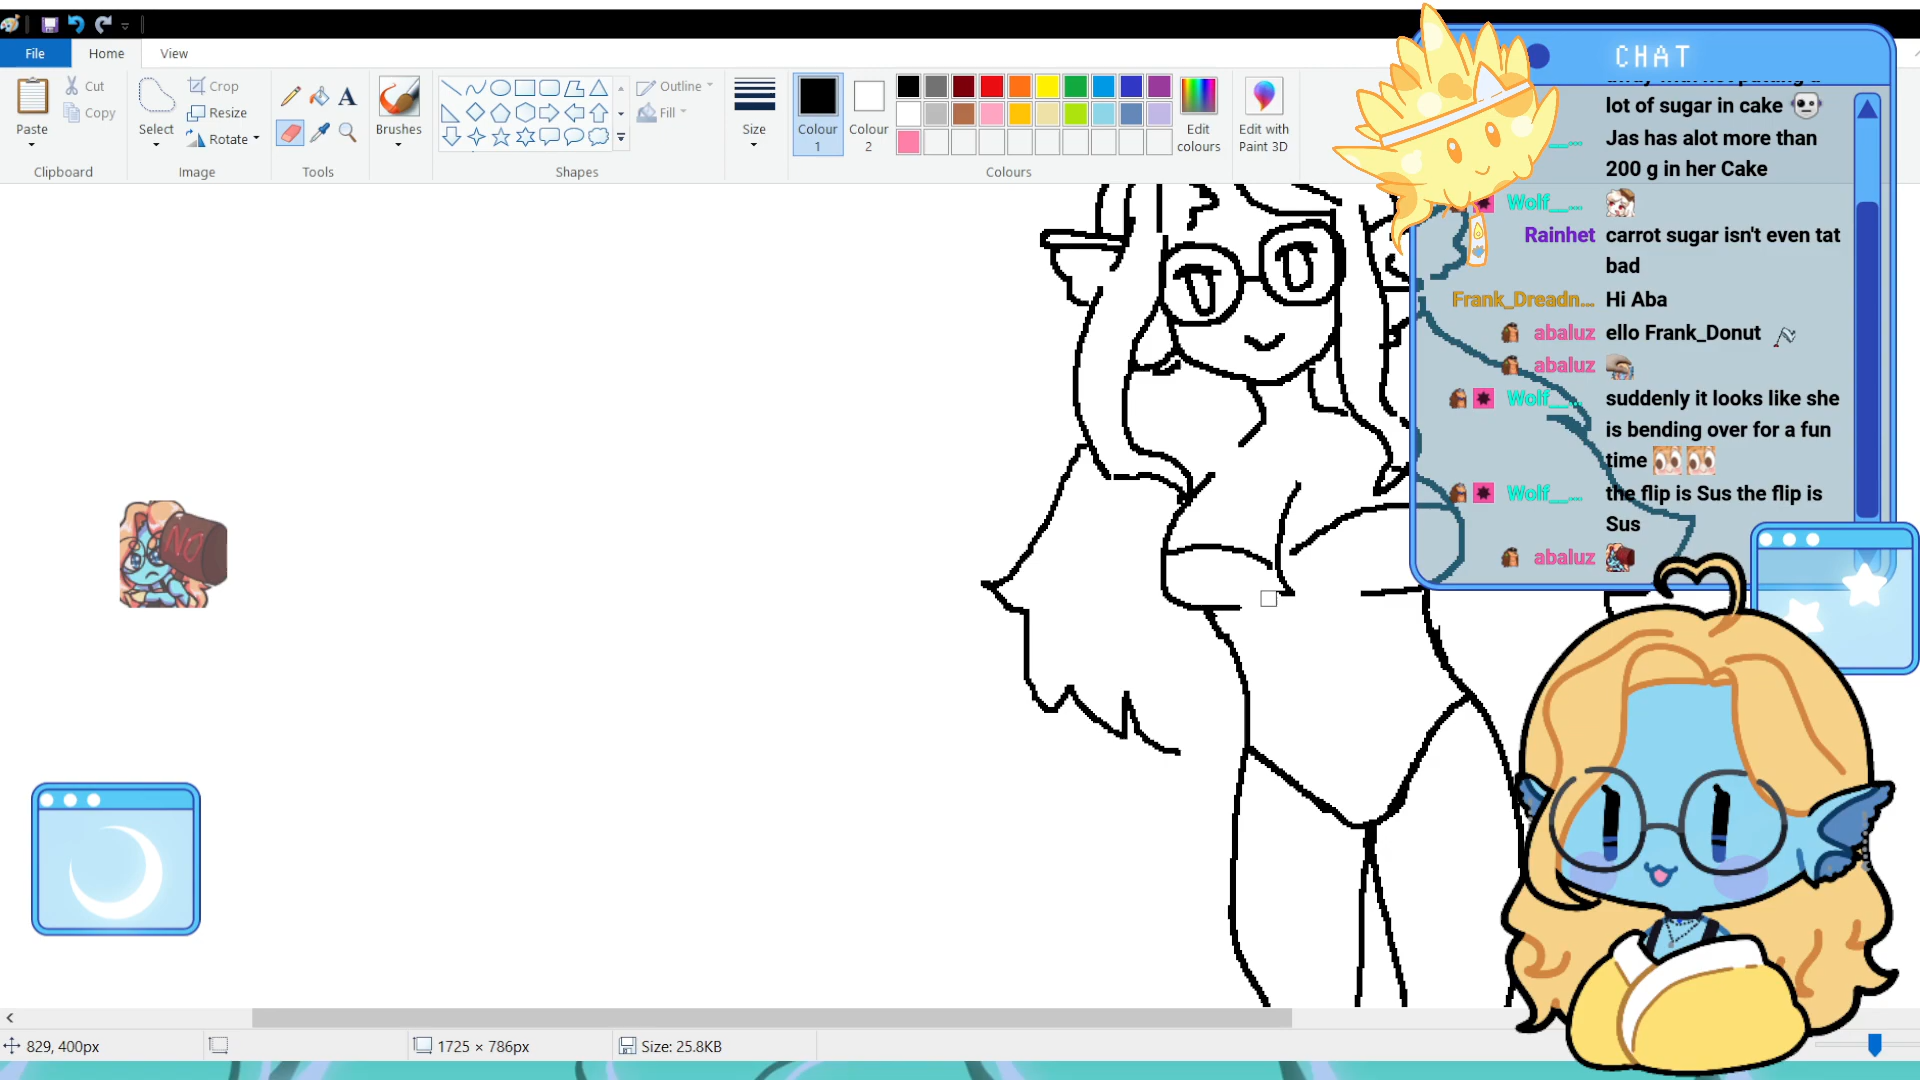 File
Home
View
Paste
Cut
Copy
Clipboard
Select
Crop
Resize
Rotate
Image
Tools
Brushes
Shapes
Outline
Fill
Size
Colour
1
Colour
2
Edit
colours
Edit with
Paint 3D
Colours
CHAT
lot of sugar in cake
Jas has alot more than
200 g in her Cake
Wolf__...
Rainhet carrot sugar isn't even tat
bad
Frank_Dreadn... Hi Aba
abaluz ello Frank_Donut
abaluz
Wolf__... suddenly it looks like she
is bending over for a fun
time
Wolf__... the flip is Sus the flip is
Sus
abaluz
NO
829, 400px
1725 × 786px
Size: 25.8KB